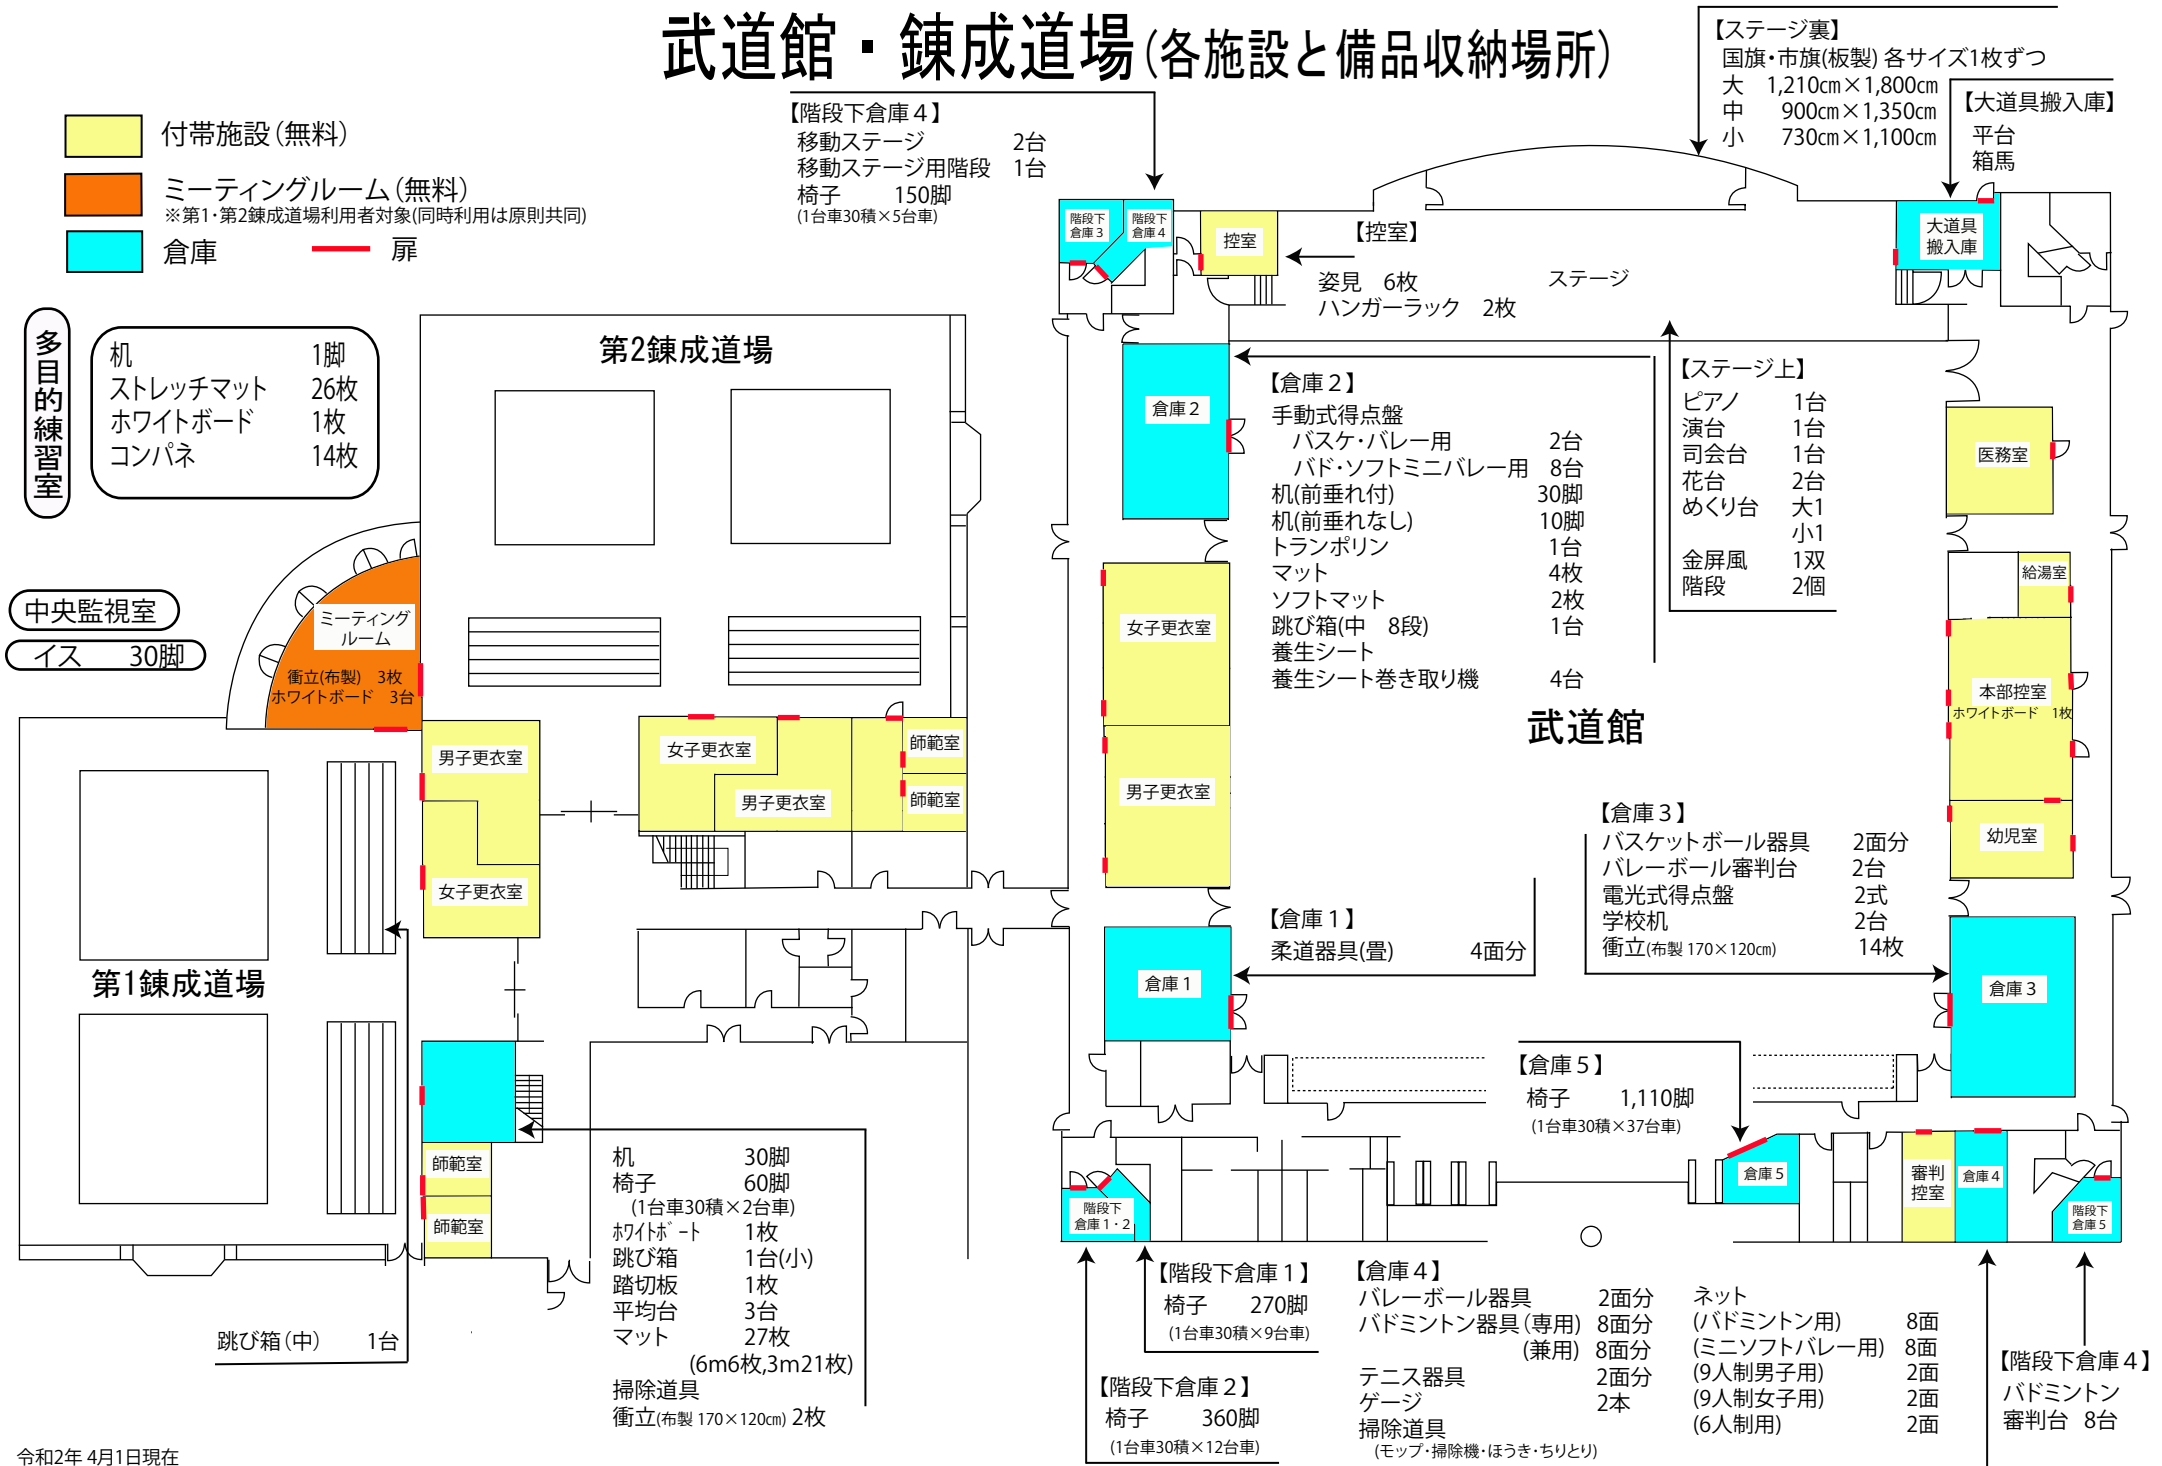 武道館・錬成道場(各施設と備品収納場所)
付帯施設(無料)
ミーティングルーム(無料)
※第1・第2錬成道場利用者対象(同時利用は原則共同)
倉庫 扉
【階段下倉庫4】
移動ステージ 2台
移動ステージ用階段 1台
椅子 150脚
(1台車30積×5台車)
【ステージ裏】
国旗・市旗(板製) 各サイズ1枚ずつ
大 1,210㎝×1,800㎝
中 900㎝×1,350㎝
小 730㎝×1,100㎝
【大道具搬入庫】
平台
箱馬
階段下
倉庫3
階段下
倉庫4
控室
【控室】
姿見 6枚
ハンガーラック 2枚
ステージ
大道具
搬入庫
多目的練習室
机 1脚
ストレッチマット 26枚
ホワイトボード 1枚
コンパネ 14枚
中央監視室
イス 30脚
第2錬成道場
ミーティング
ルーム
衝立(布製) 3枚
ホワイトボード 3台
倉庫2
【倉庫2】
手動式得点盤
バスケ・バレー用 2台
バド・ソフトミニバレー用 8台
机(前垂れ付) 30脚
机(前垂れなし) 10脚
トランポリン 1台
マット 4枚
ソフトマット 2枚
跳び箱(中 8段) 1台
養生シート
養生シート巻き取り機 4台
【ステージ上】
ピアノ 1台
演台 1台
司会台 1台
花台 2台
めくり台 大1
小1
金屏風 1双
階段 2個
医務室
給湯室
本部控室
ホワイトボード 1枚
幼児室
女子更衣室
男子更衣室
武道館
男子更衣室
女子更衣室
女子更衣室
男子更衣室
師範室
師範室
第1錬成道場
倉庫1
【倉庫1】
柔道器具(畳) 4面分
【倉庫3】
バスケットボール器具 2面分
バレーボール審判台 2台
電光式得点盤 2式
学校机 2台
衝立(布製 170×120㎝) 14枚
倉庫3
【倉庫5】
椅子 1,110脚
(1台車30積×37台車)
倉庫5
審判
控室
倉庫4
階段下
倉庫5
階段下
倉庫1・2
師範室
師範室
机 30脚
椅子 60脚
(1台車30積×2台車)
ﾎﾜｲﾄﾎﾞｰﾄ 1枚
跳び箱 1台(小)
踏切板 1枚
平均台 3台
マット 27枚
(6m6枚,3m21枚)
掃除道具
衝立(布製 170×120㎝) 2枚
跳び箱(中) 1台
【階段下倉庫1】
椅子 270脚
(1台車30積×9台車)
【階段下倉庫2】
椅子 360脚
(1台車30積×12台車)
【倉庫4】
バレーボール器具 2面分
バドミントン器具(専用) 8面分
(兼用) 8面分
テニス器具 2面分
ゲージ 2本
掃除道具
(モップ・掃除機・ほうき・ちりとり)
ネット
(バドミントン用) 8面
(ミニソフトバレー用) 8面
(9人制男子用) 2面
(9人制女子用) 2面
(6人制用) 2面
【階段下倉庫4】
バドミントン
審判台 8台
令和2年 4月1日現在